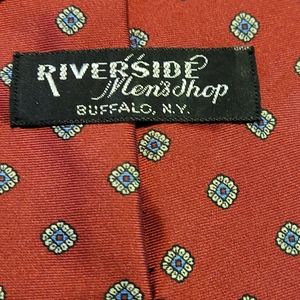 RIVERSIDE
Men's Shop
BUFFALO, N.Y.